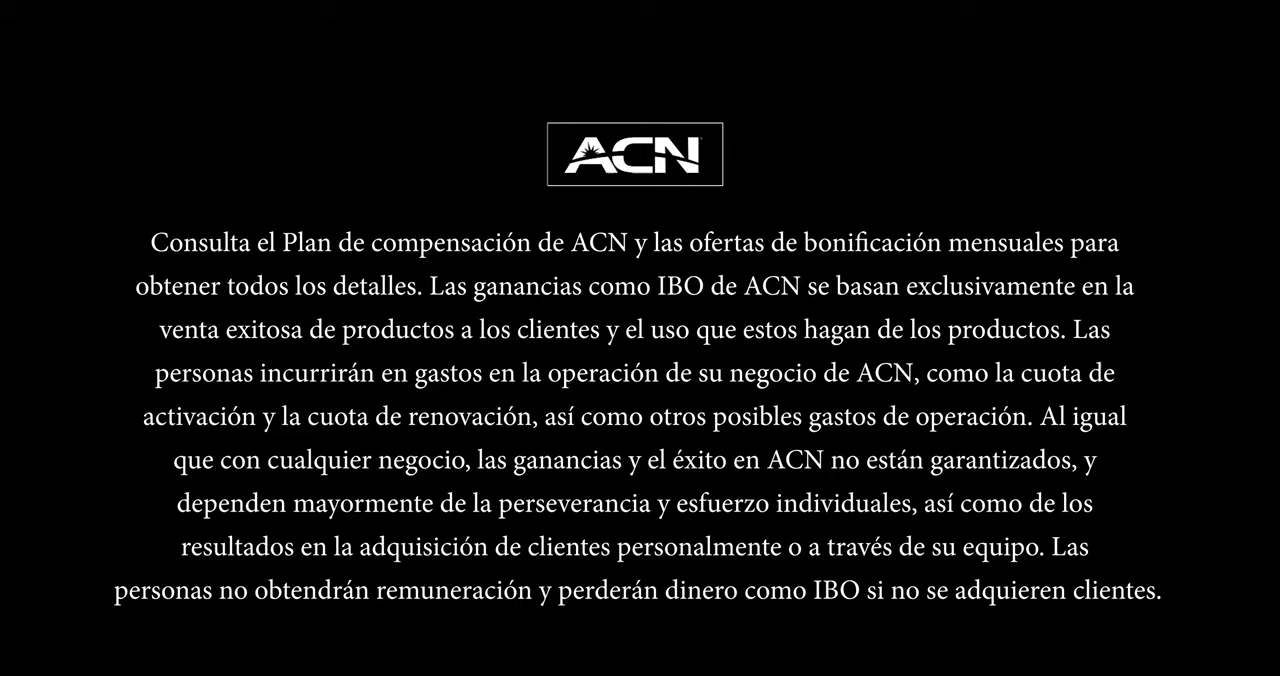 ACN
Consulta el Plan de compensación de ACN y las ofertas de bonificación mensuales para
obtener todos los detalles. Las ganancias como IBO de ACN se basan exclusivamente en la
venta exitosa de productos a los clientes y el uso que estos hagan de los productos. Las
personas incurrirán en gastos en la operación de su negocio de ACN, como la cuota de
activación y la cuota de renovación, así como otros posibles gastos de operación. Al igual
que con cualquier negocio, las ganancias y el éxito en ACN no están garantizados, y
dependen mayormente de la perseverancia y esfuerzo individuales, así como de los
resultados en la adquisición de clientes personalmente o a través de su equipo. Las
personas no obtendrán remuneración y perderán dinero como IBO si no se adquieren clientes.